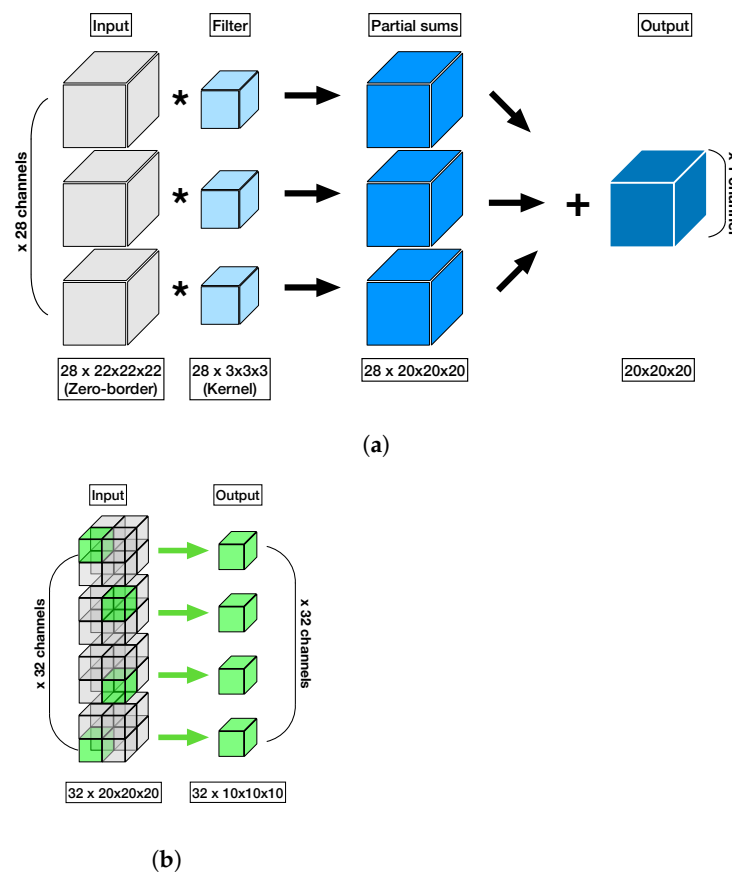 Input
Filter
Partial sums
Output
*
*
*
+
x 28 channels
28 x 22x22x22
(Zero-border)
28 x 3x3x3
(Kernel)
28 x 20x20x20
20x20x20
(a)
Input
Output
x 32 channels
x 32 channels
32 x 20x20x20
32 x 10x10x10
(b)